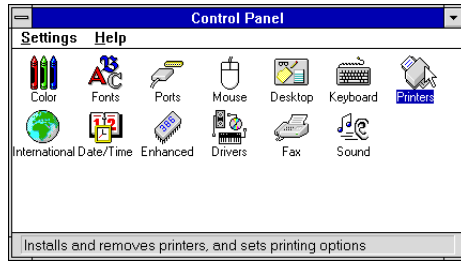 Control Panel
Settings Help
Color Fonts Ports Mouse Desktop Keyboard Printers
International Date/Time Enhanced Drivers Fax Sound
Installs and removes printers, and sets printing options